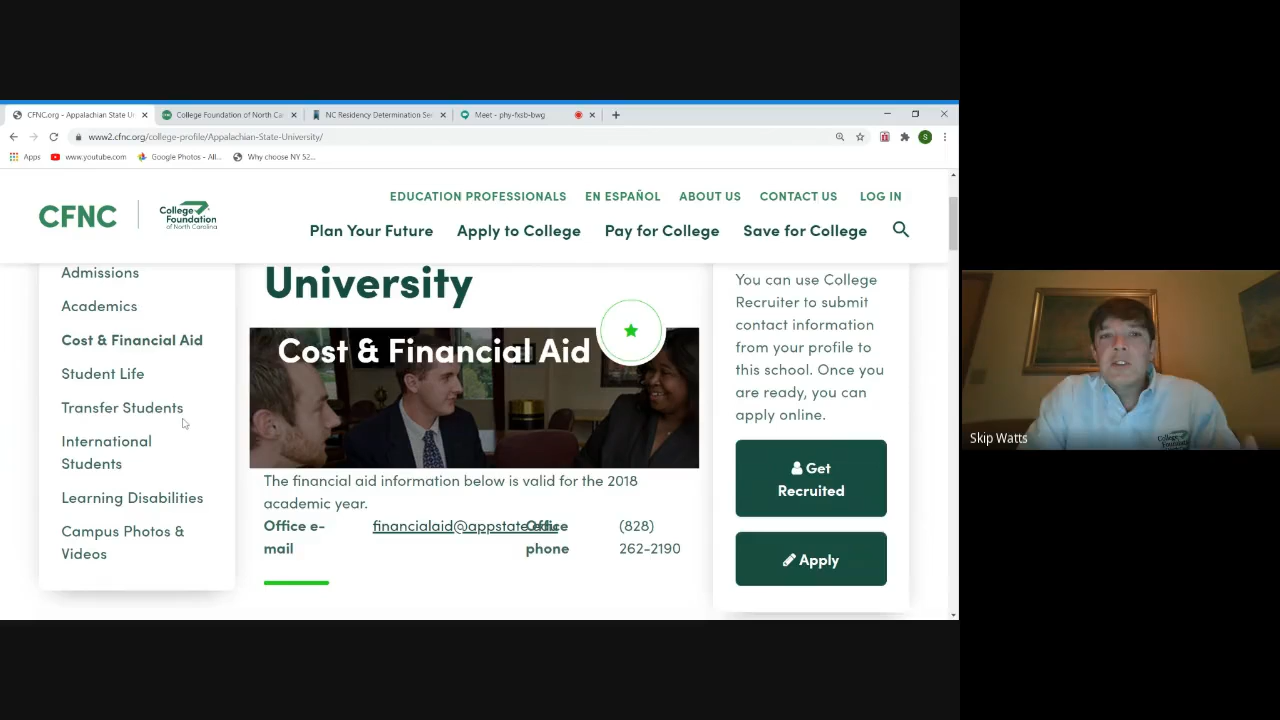 CFNC.org - Appalachian State U
College Foundation of North Ca
NC Residency Determination Se
Meet - phy-fxsb-bwg
www2.cfnc.org/college-profile/Appalachian-State-University/
Apps
www.youtube.com
Google Photos - All...
Why choose NY 52...
EDUCATION PROFESSIONALS EN ESPAÑOL ABOUT US CONTACT US LOG IN
CFNC
College
Foundation
of North Carolina
Plan Your Future Apply to College Pay for College Save for College
Admissions
Academics
Cost & Financial Aid
Student Life
Transfer Students
International
Students
Learning Disabilities
Campus Photos &
Videos
University
Cost & Financial Aid
The financial aid information below is valid for the 2018
academic year.
Office e-
mail
financialaid@appstate.edu
Office
phone
(828)
262-2190
You can use College
Recruiter to submit
contact information
from your profile to
this school. Once you
are ready, you can
apply online.
Get
Recruited
Apply
Skip Watts